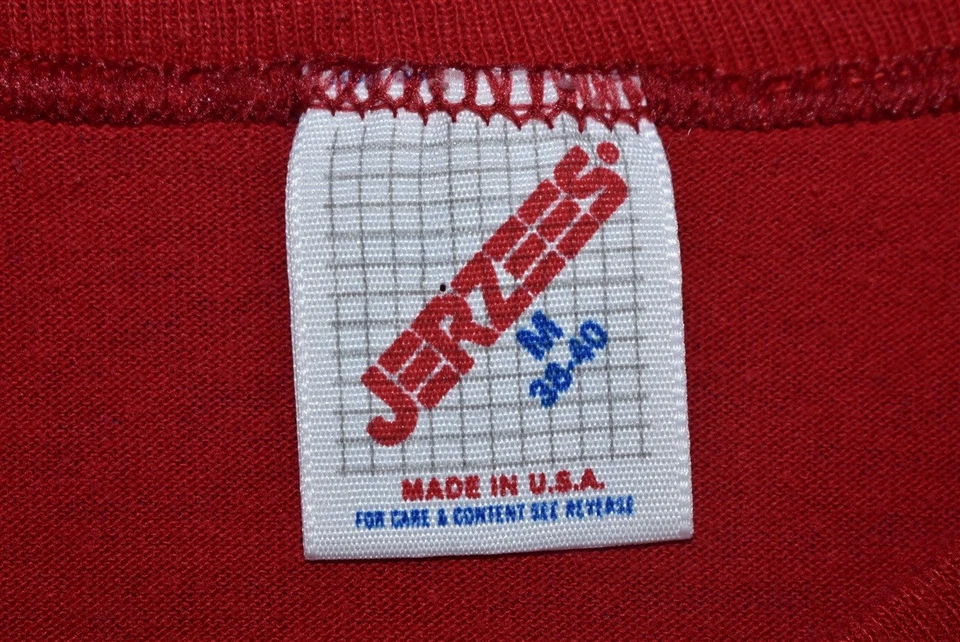 JERZEES.
M
38-40
MADE IN U.S.A.
FOR CARE & CONTENT SEE REVERSE